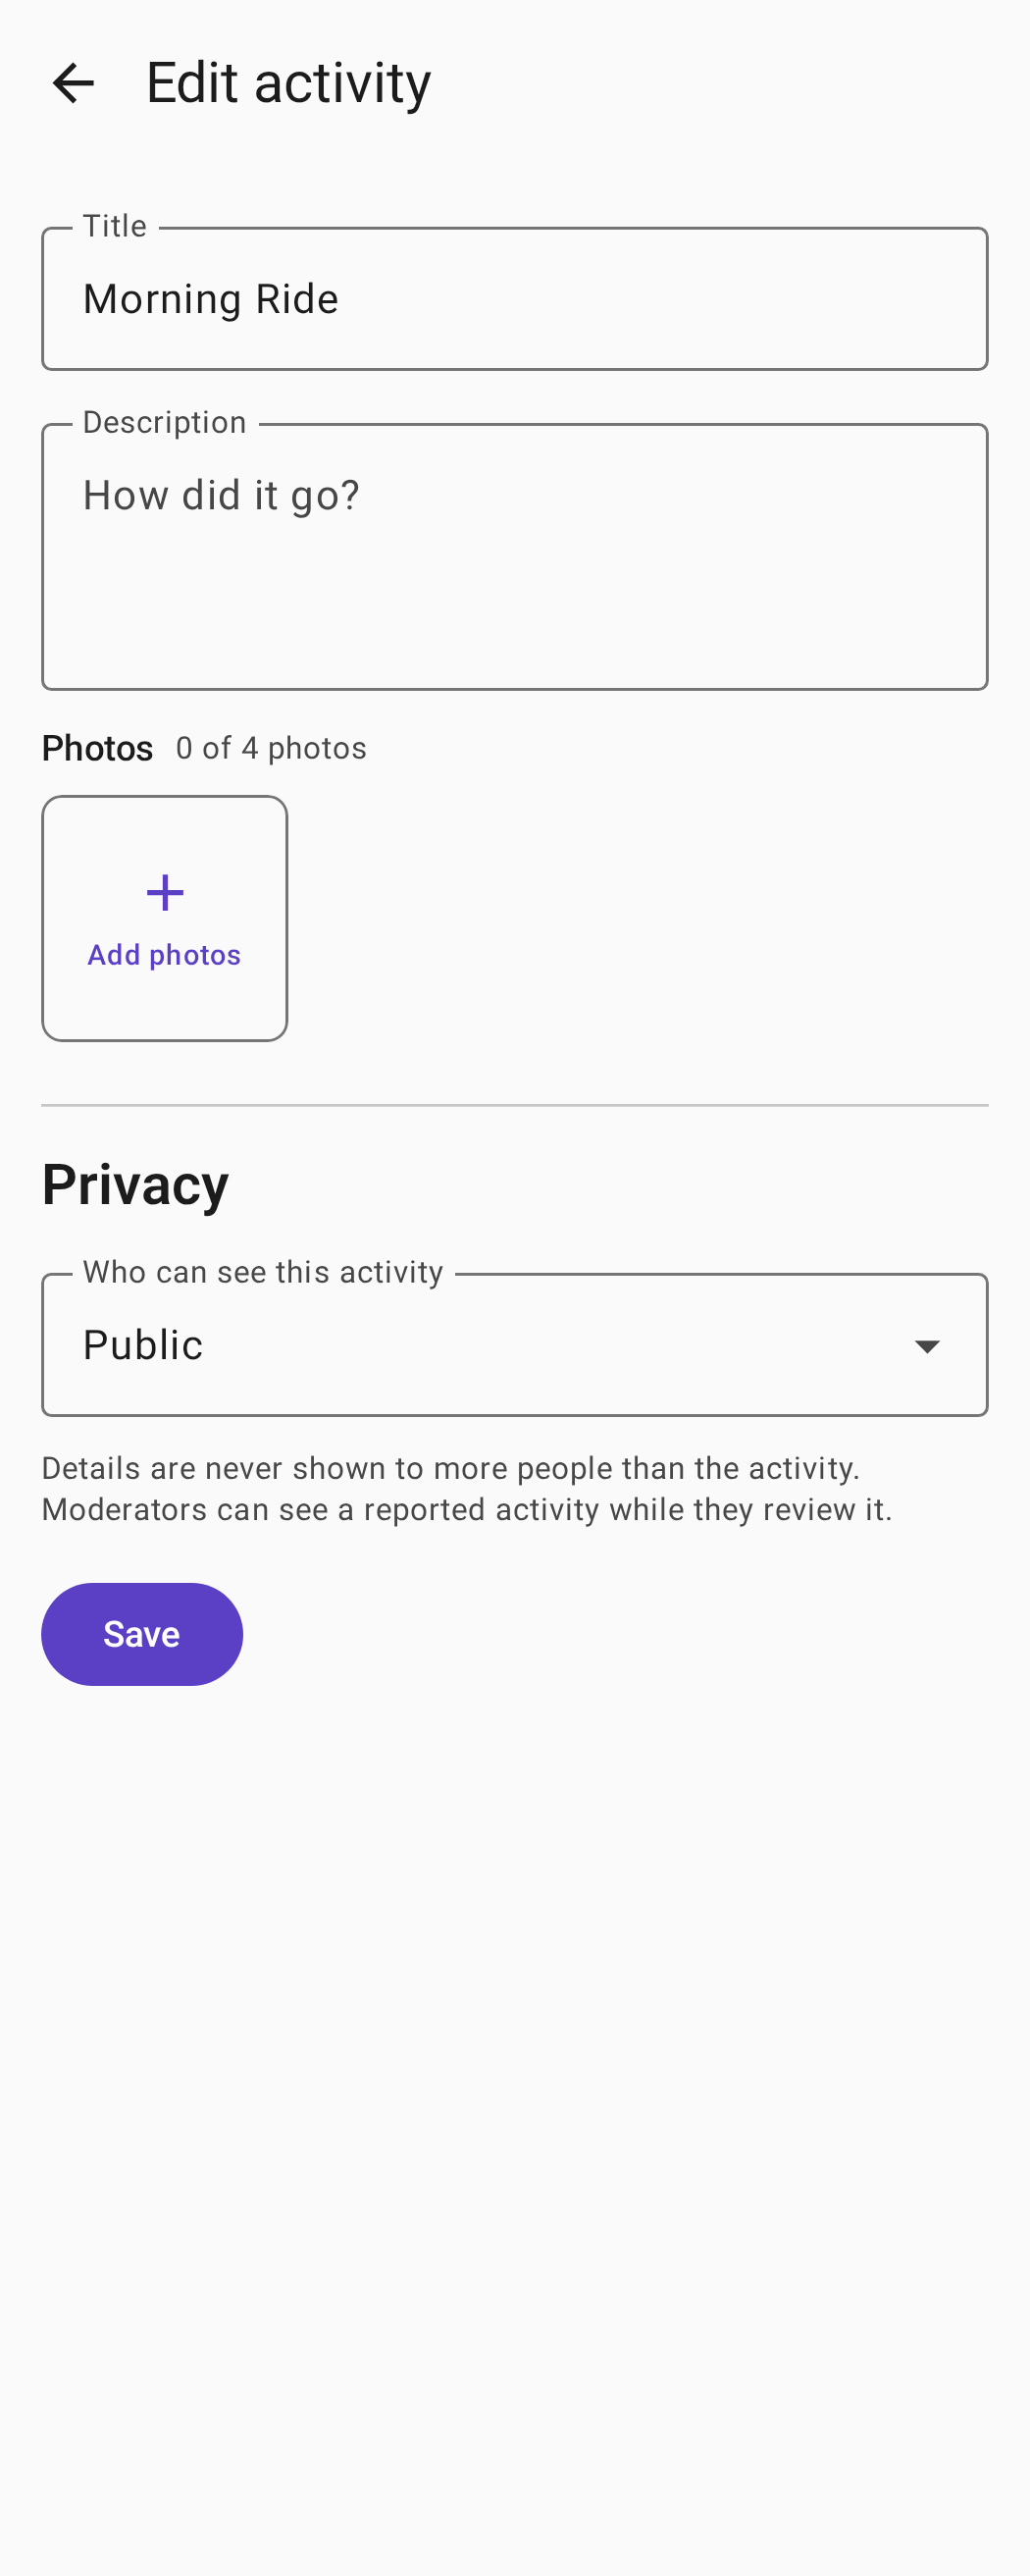 Edit activity
Title
Morning Ride
Description
How did it go?
Photos 0 of 4 photos
Add photos
Privacy
Who can see this activity
Public
Details are never shown to more people than the activity.
Moderators can see a reported activity while they review it.
Save